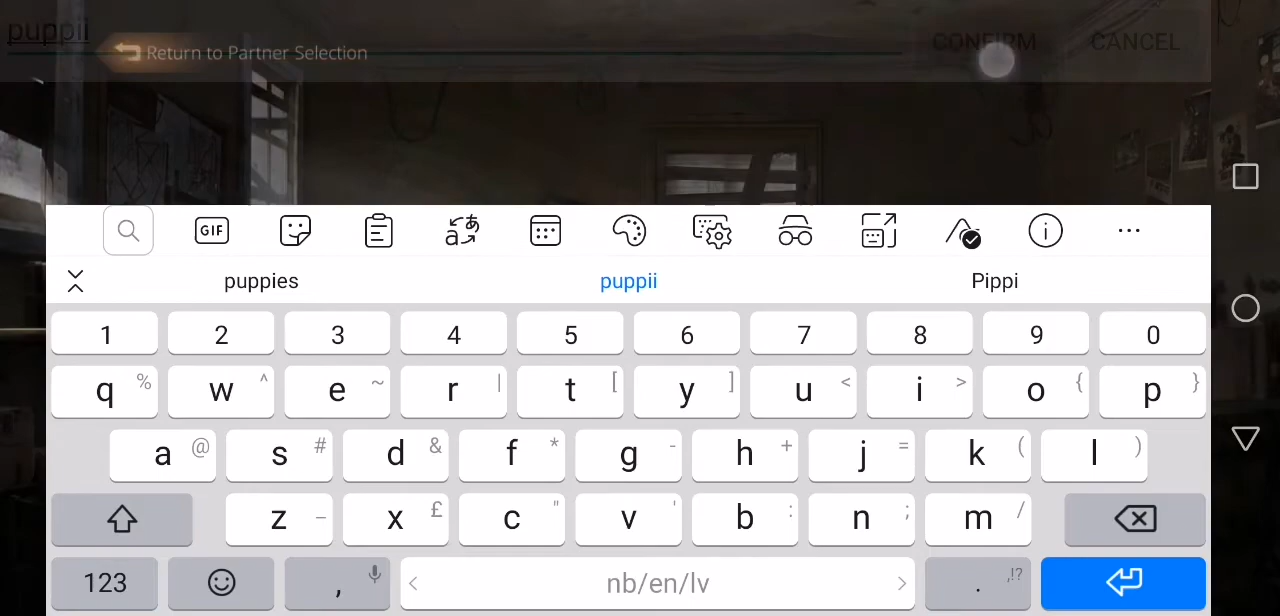 puppii
CONFIRM CANCEL
Return to Partner Selection
GIF
puppies puppii Pippi
1 2 3 4 5 6 7 8 9 0
q % w ^ e ~ r | t [ y ] u < i > o { p }
a @ s # d & f * g - h + j = k ( l )
z _ x £ c " v ' b : n ; m /
123 , < nb/en/lv > . ,!?